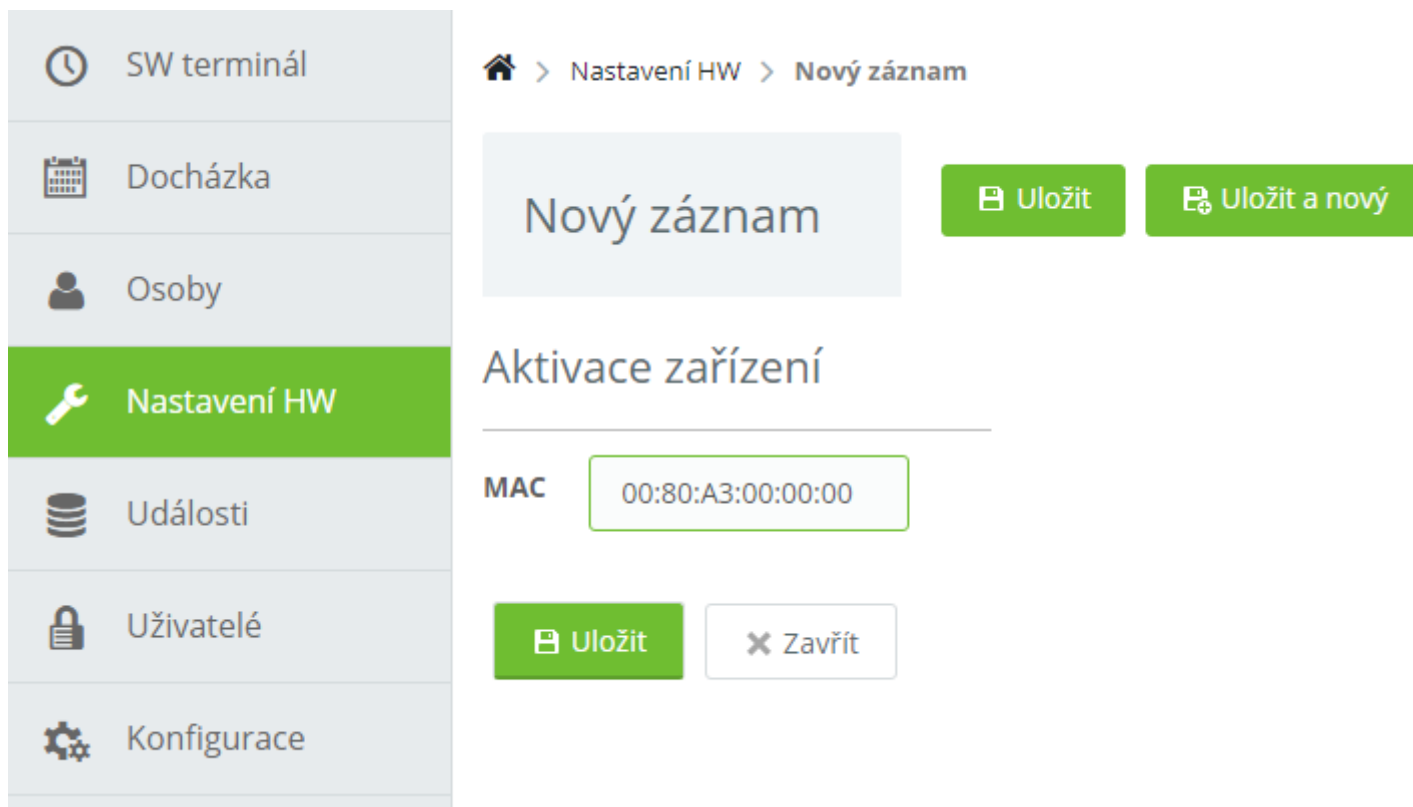 SW terminál
Docházka
Osoby
Nastavení HW
Události
Uživatelé
Konfigurace
> Nastavení HW > Nový záznam
Nový záznam
Uložit
Uložit a nový
Aktivace zařízení
MAC 00:80:A3:00:00:00
Uložit
Zavřít